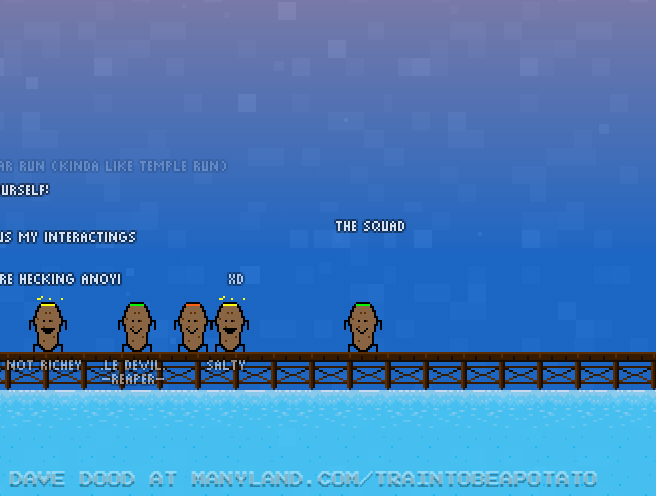 AR RUN (KINDA LIKE TEMPLE RUN)
URSELF!
THE SQUAD
US MY INTERACTINGS
RE HECKING ANOYI
XD
NOT RICHEY
.LE DEVIL.
SALTY
—REAPER—
DAVE DOOD AT MANYLAND.COM/TRAINTOBEAPOTATO